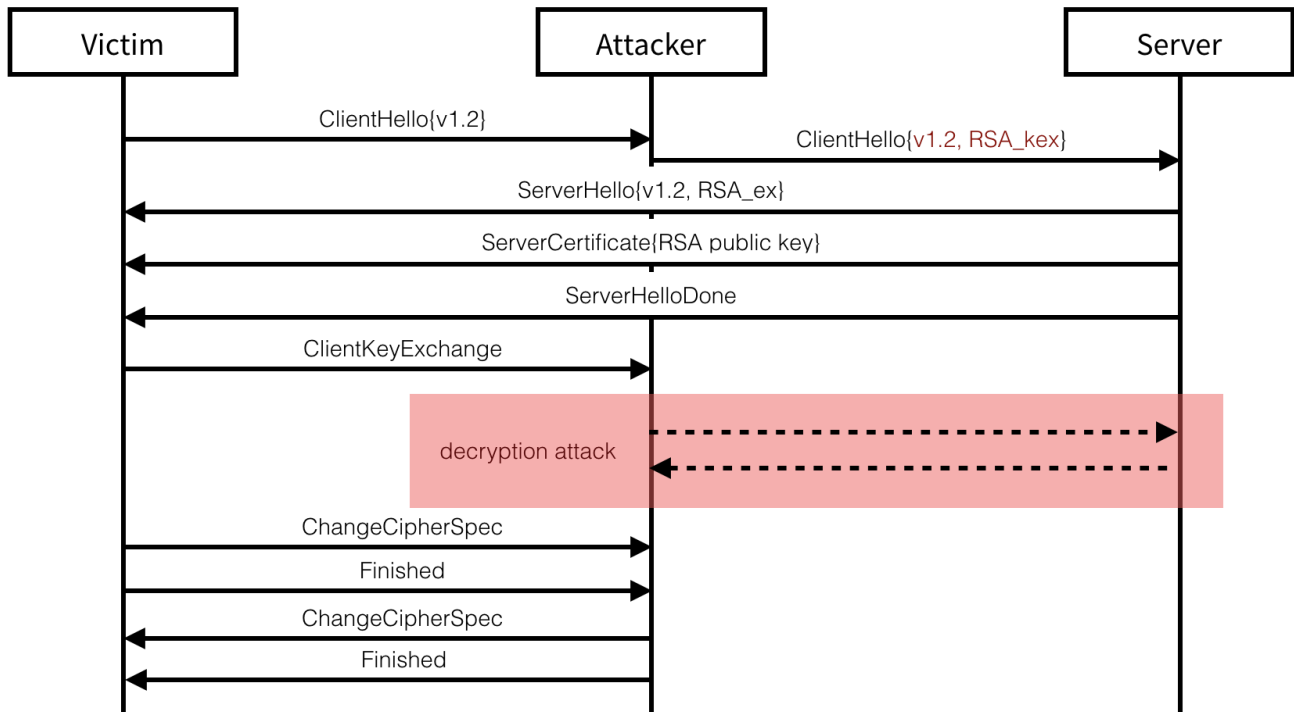 Victim
Attacker
Server
ClientHello{v1.2}
ClientHello{v1.2, RSA_kex}
ServerHello{v1.2, RSA_ex}
ServerCertificate{RSA public key}
ServerHelloDone
ClientKeyExchange
decryption attack
ChangeCipherSpec
Finished
ChangeCipherSpec
Finished